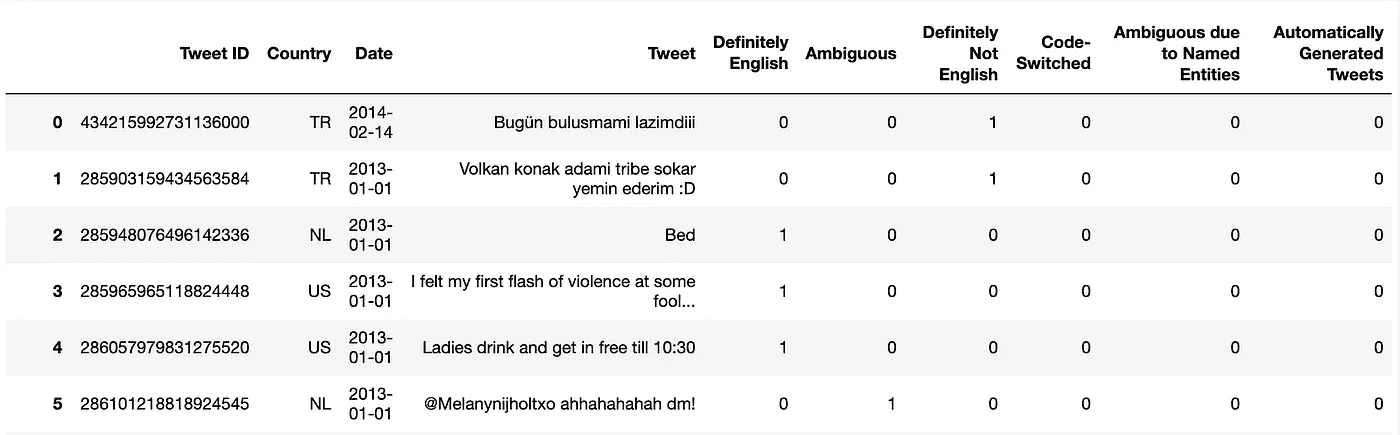 Tweet ID Country Date Tweet Definitely English Ambiguous Definitely Not English Code-Switched Ambiguous due to Named Entities Automatically Generated Tweets
0 434215992731136000 TR 2014-02-14 Bugün bulusmami lazimdiii 0 0 1 0 0 0
1 285903159434563584 TR 2013-01-01 Volkan konak adami tribe sokar yemin ederim :D 0 0 1 0 0 0
2 285948076496142336 NL 2013-01-01 Bed 1 0 0 0 0 0
3 285965965118824448 US 2013-01-01 I felt my first flash of violence at some fool... 1 0 0 0 0 0
4 286057979831275520 US 2013-01-01 Ladies drink and get in free till 10:30 1 0 0 0 0 0
5 286101218818924545 NL 2013-01-01 @Melanynijholtxo ahhahahahah dm! 0 1 0 0 0 0